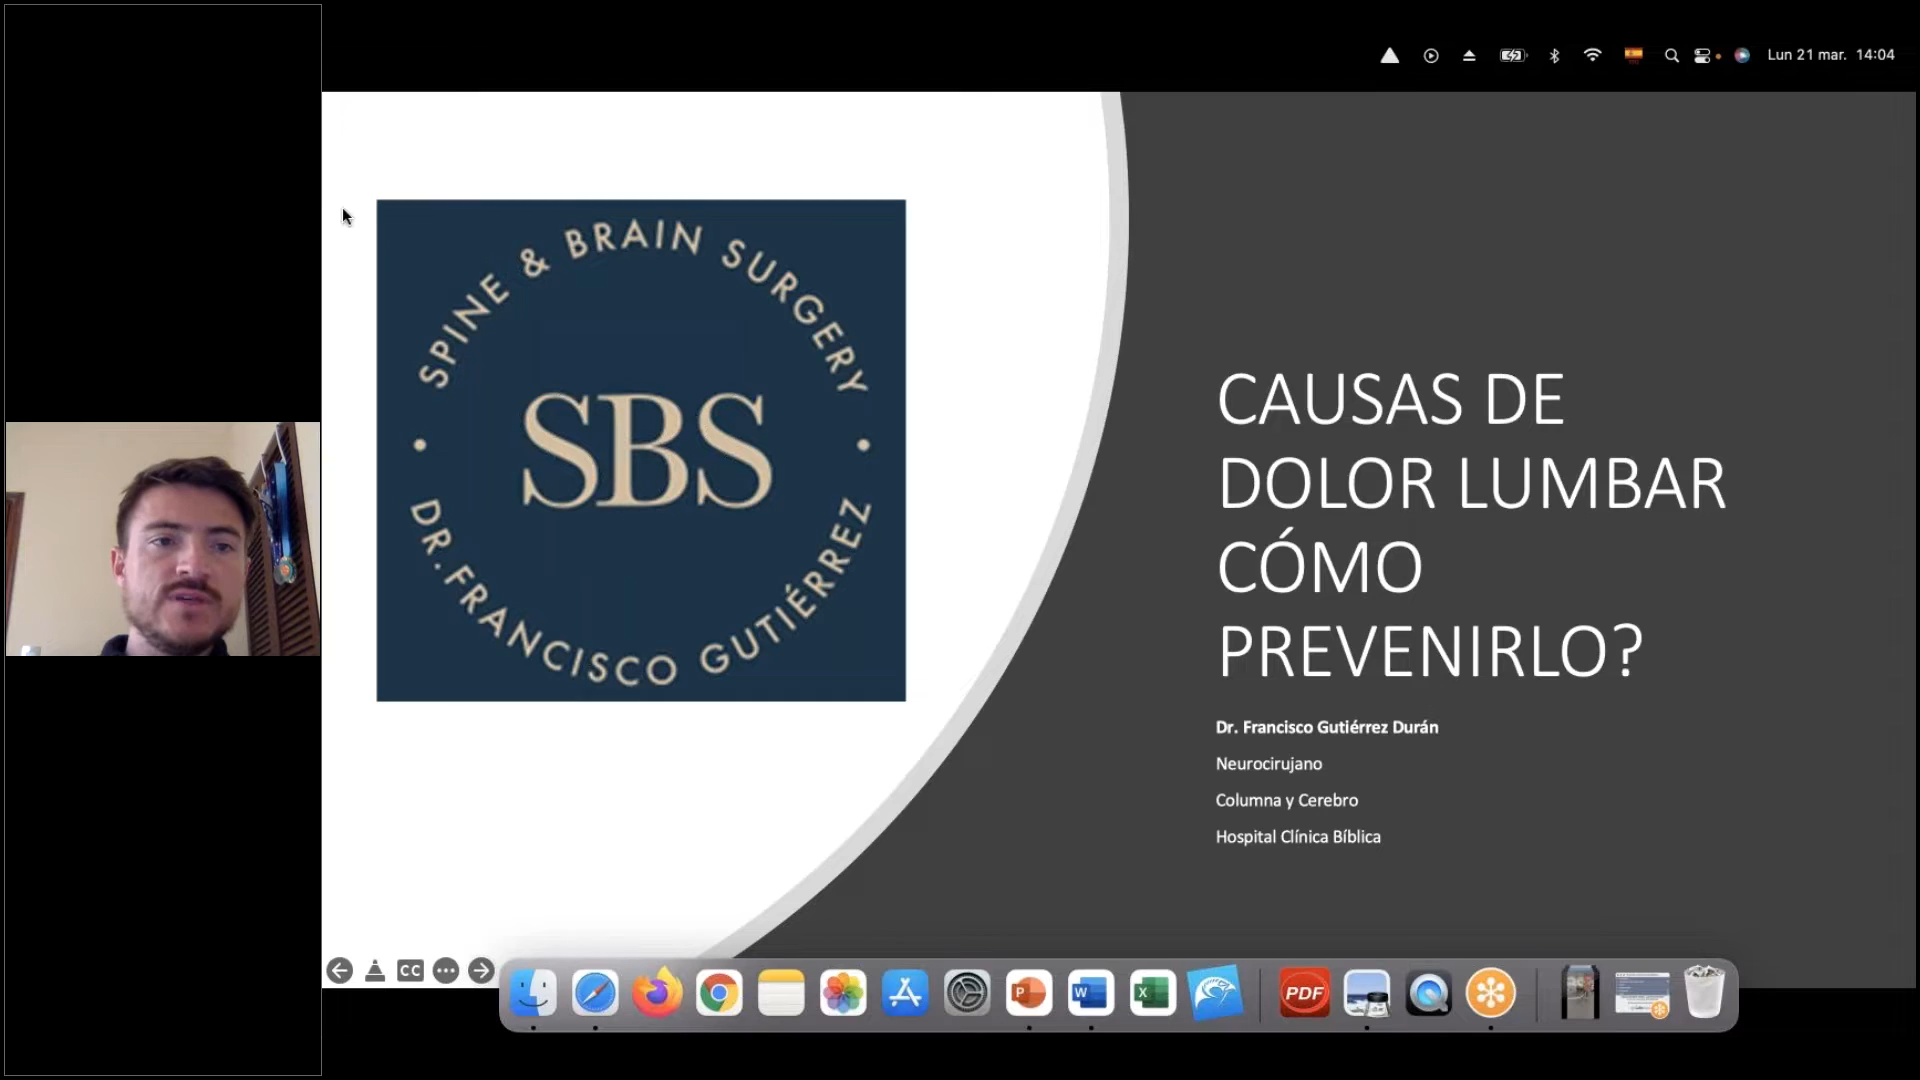 Lun 21 mar. 14:04
SPINE & BRAIN SURGERY
SBS
DR. FRANCISCO GUTIÉRREZ
CAUSAS DE
DOLOR LUMBAR
CÓMO
PREVENIRLO?
Dr. Francisco Gutiérrez Durán
Neurocirujano
Columna y Cerebro
Hospital Clínica Bíblica
CC
P
W
X
PDF